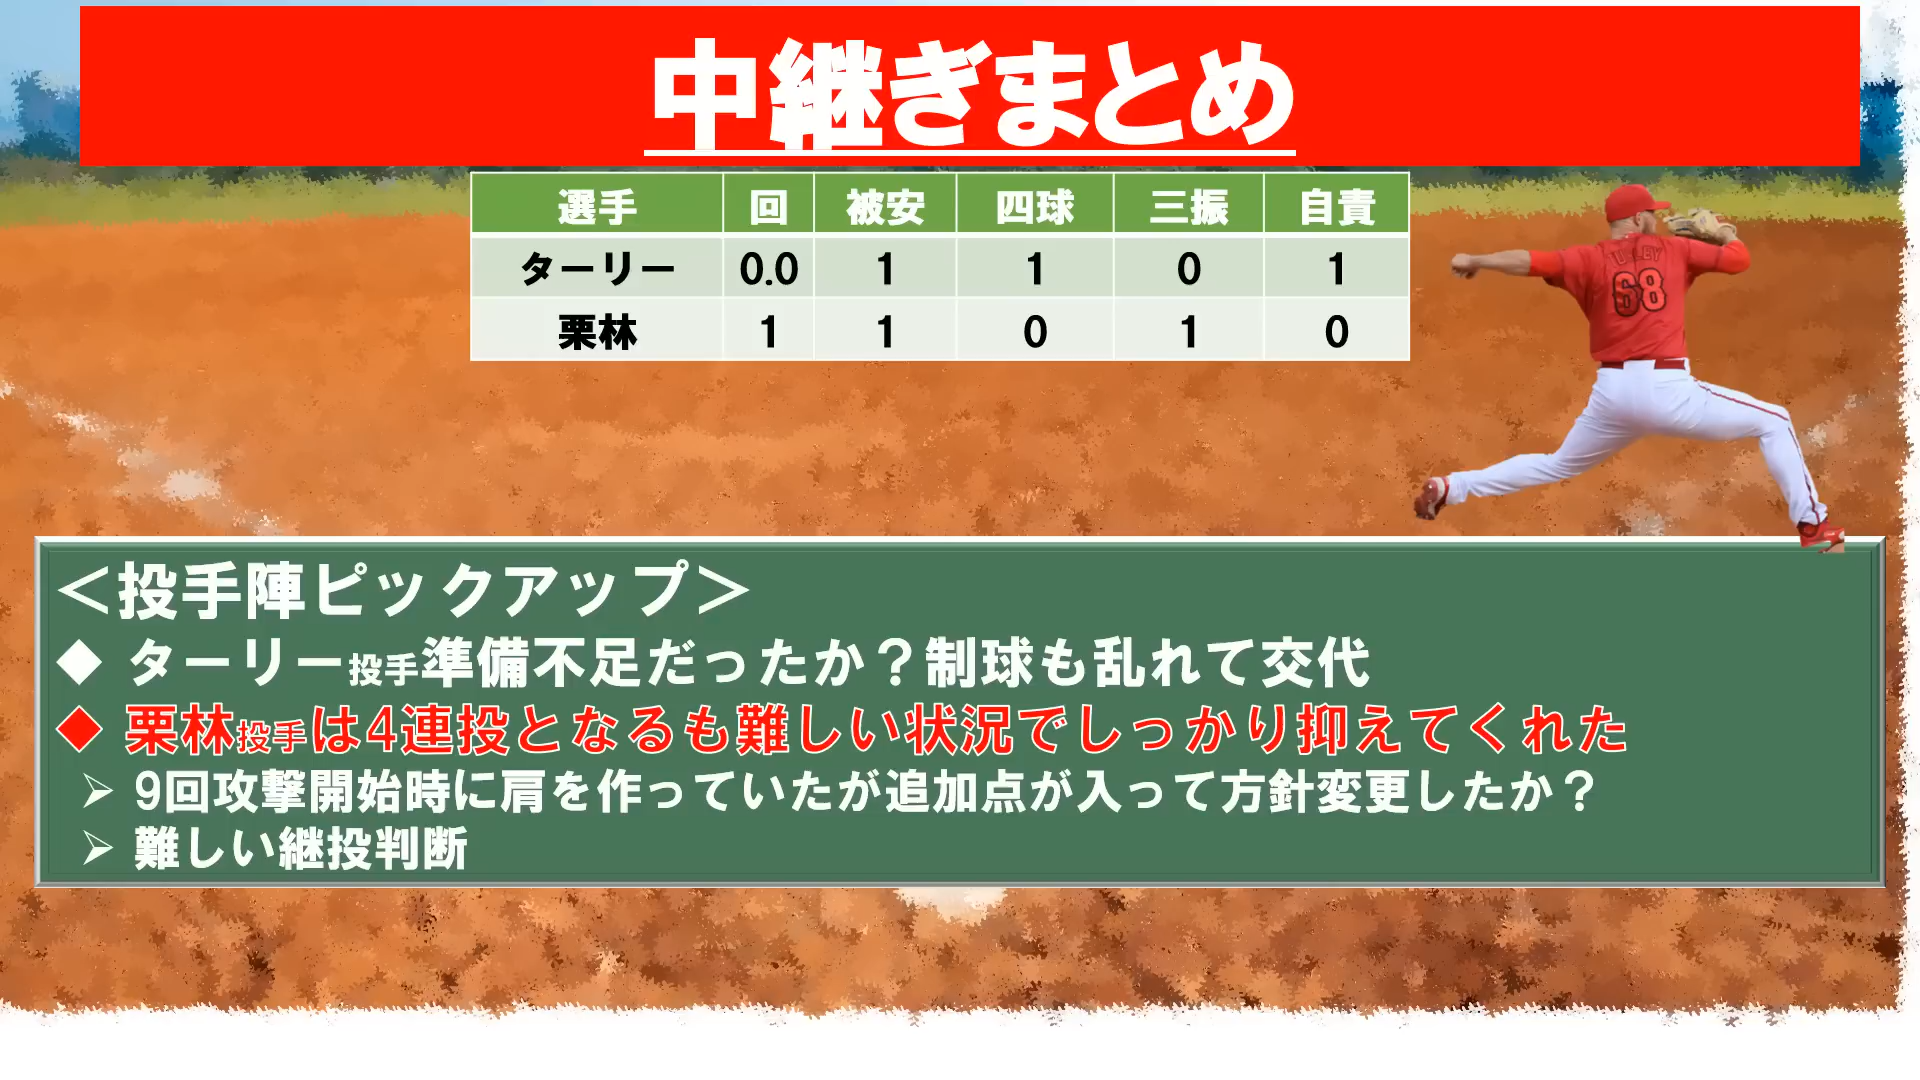 中継ぎまとめ
選手 回 被安 四球 三振 自責
ターリー 0.0 1 1 0 1
栗林 1 1 0 1 0
68
＜投手陣ピックアップ＞
◆ ターリー投手準備不足だったか？制球も乱れて交代
◆ 栗林投手は4連投となるも難しい状況でしっかり抑えてくれた
➢ 9回攻撃開始時に肩を作っていたが追加点が入って方針変更したか？
➢ 難しい継投判断